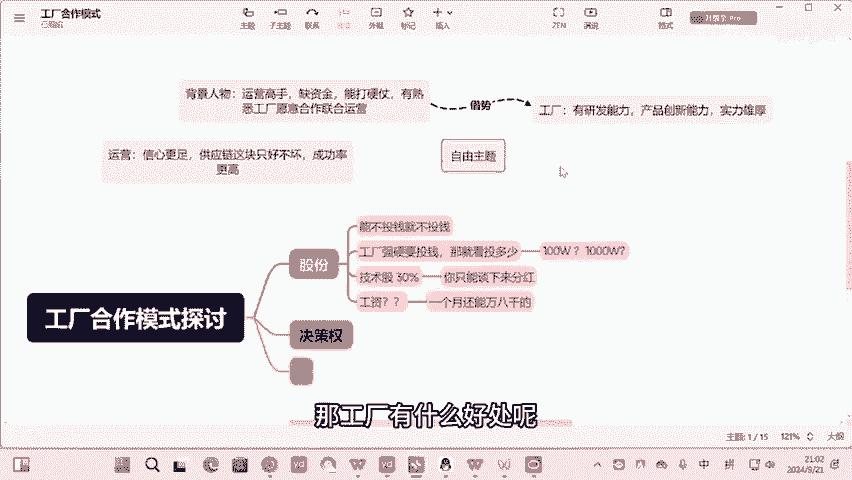 工厂合作模式
主题
子主题
联系
外框
标记
插入
ZEN
演说
格式
背景人物：运营高手，缺资金，能打硬仗，有熟
悉工厂愿意合作联合运营
借势
工厂：有研发能力，产品创新能力，实力雄厚
运营：信心更足，供应链这块只好不坏，成功率
更高
自由主题
能不投钱就不投钱
工厂强硬要投钱，那就看投多少
100W？1000W？
股份
技术股 30%
你只能谈下来分红
工资？？
一个月还能万八千的
工厂合作模式探讨
决策权
那工厂有什么好处呢
主题: 1 / 15
121%
大纲
中
拼
21:02
2024/9/21